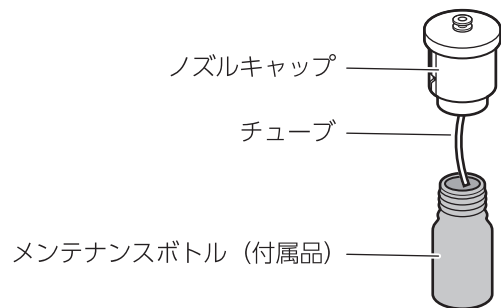 ノズルキャップ
チューブ
メンテナンスボトル（付属品）